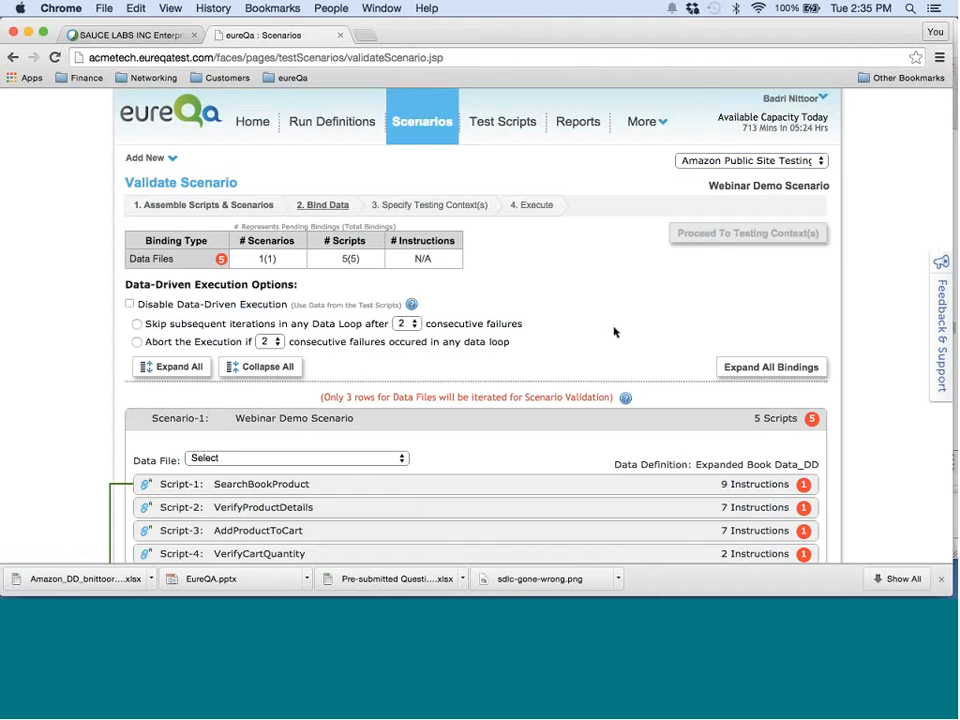 Chrome File Edit View History Bookmarks People Window Help 100% Tue 2:35 PM
SAUCE LABS INC Enterpr
eureQa : Scenarios
You
acmetech.eureqatest.com/faces/pages/testScenarios/validateScenario.jsp
Apps Finance Networking Customers eureQa Other Bookmarks
eureQa
Home Run Definitions Scenarios Test Scripts Reports More
Badri Nittoor
Available Capacity Today
713 Mins in 05:24 Hrs
Add New
Amazon Public Site Testing
Validate Scenario
Webinar Demo Scenario
1. Assemble Scripts & Scenarios 2. Bind Data 3. Specify Testing Context(s) 4. Execute
# Represents Pending Bindings (Total Bindings)
Binding Type # Scenarios # Scripts # Instructions
Data Files 5 1(1) 5(5) N/A
Proceed To Testing Context(s)
Data-Driven Execution Options:
Disable Data-Driven Execution (Use Data from the Test Scripts) ?
Skip subsequent iterations in any Data Loop after 2 consecutive failures
Abort the Execution if 2 consecutive failures occured in any data loop
Expand All Collapse All Expand All Bindings
(Only 3 rows for Data Files will be iterated for Scenario Validation) ?
Scenario-1: Webinar Demo Scenario 5 Scripts 5
Data File: Select Data Definition: Expanded Book Data_DD
Script-1: SearchBookProduct 9 Instructions 1
Script-2: VerifyProductDetails 7 Instructions 1
Script-3: AddProductToCart 7 Instructions 1
Script-4: VerifyCartQuantity 2 Instructions 1
Feedback & Support
Amazon_DD_bnittoor....xlsx EureQA.pptx Pre-submitted Questi....xlsx sdlc-gone-wrong.png Show All